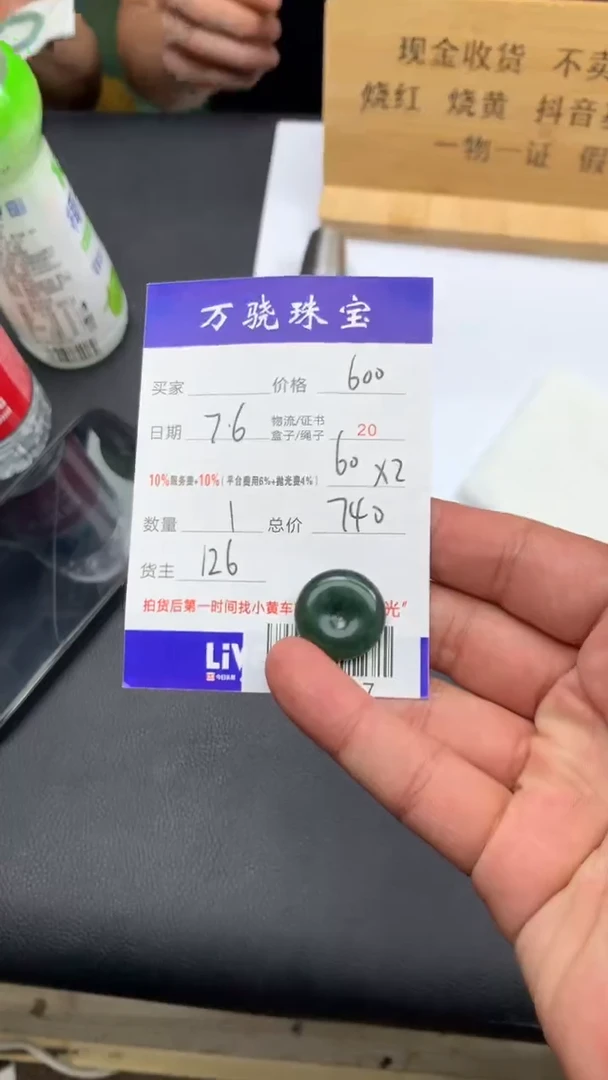 现金收货 不卖
烧红 烧黄 抖音
一物一证 假
万骁珠宝
买家 价格 600
日期 7.6 物流/证书 盒子/绳子 20
10%服务费+10%(平台费用6%+抛光费4%) 60 x2
数量 1 总价 740
货主 126
拍货后第一时间找小黄车 光”
Liv
7